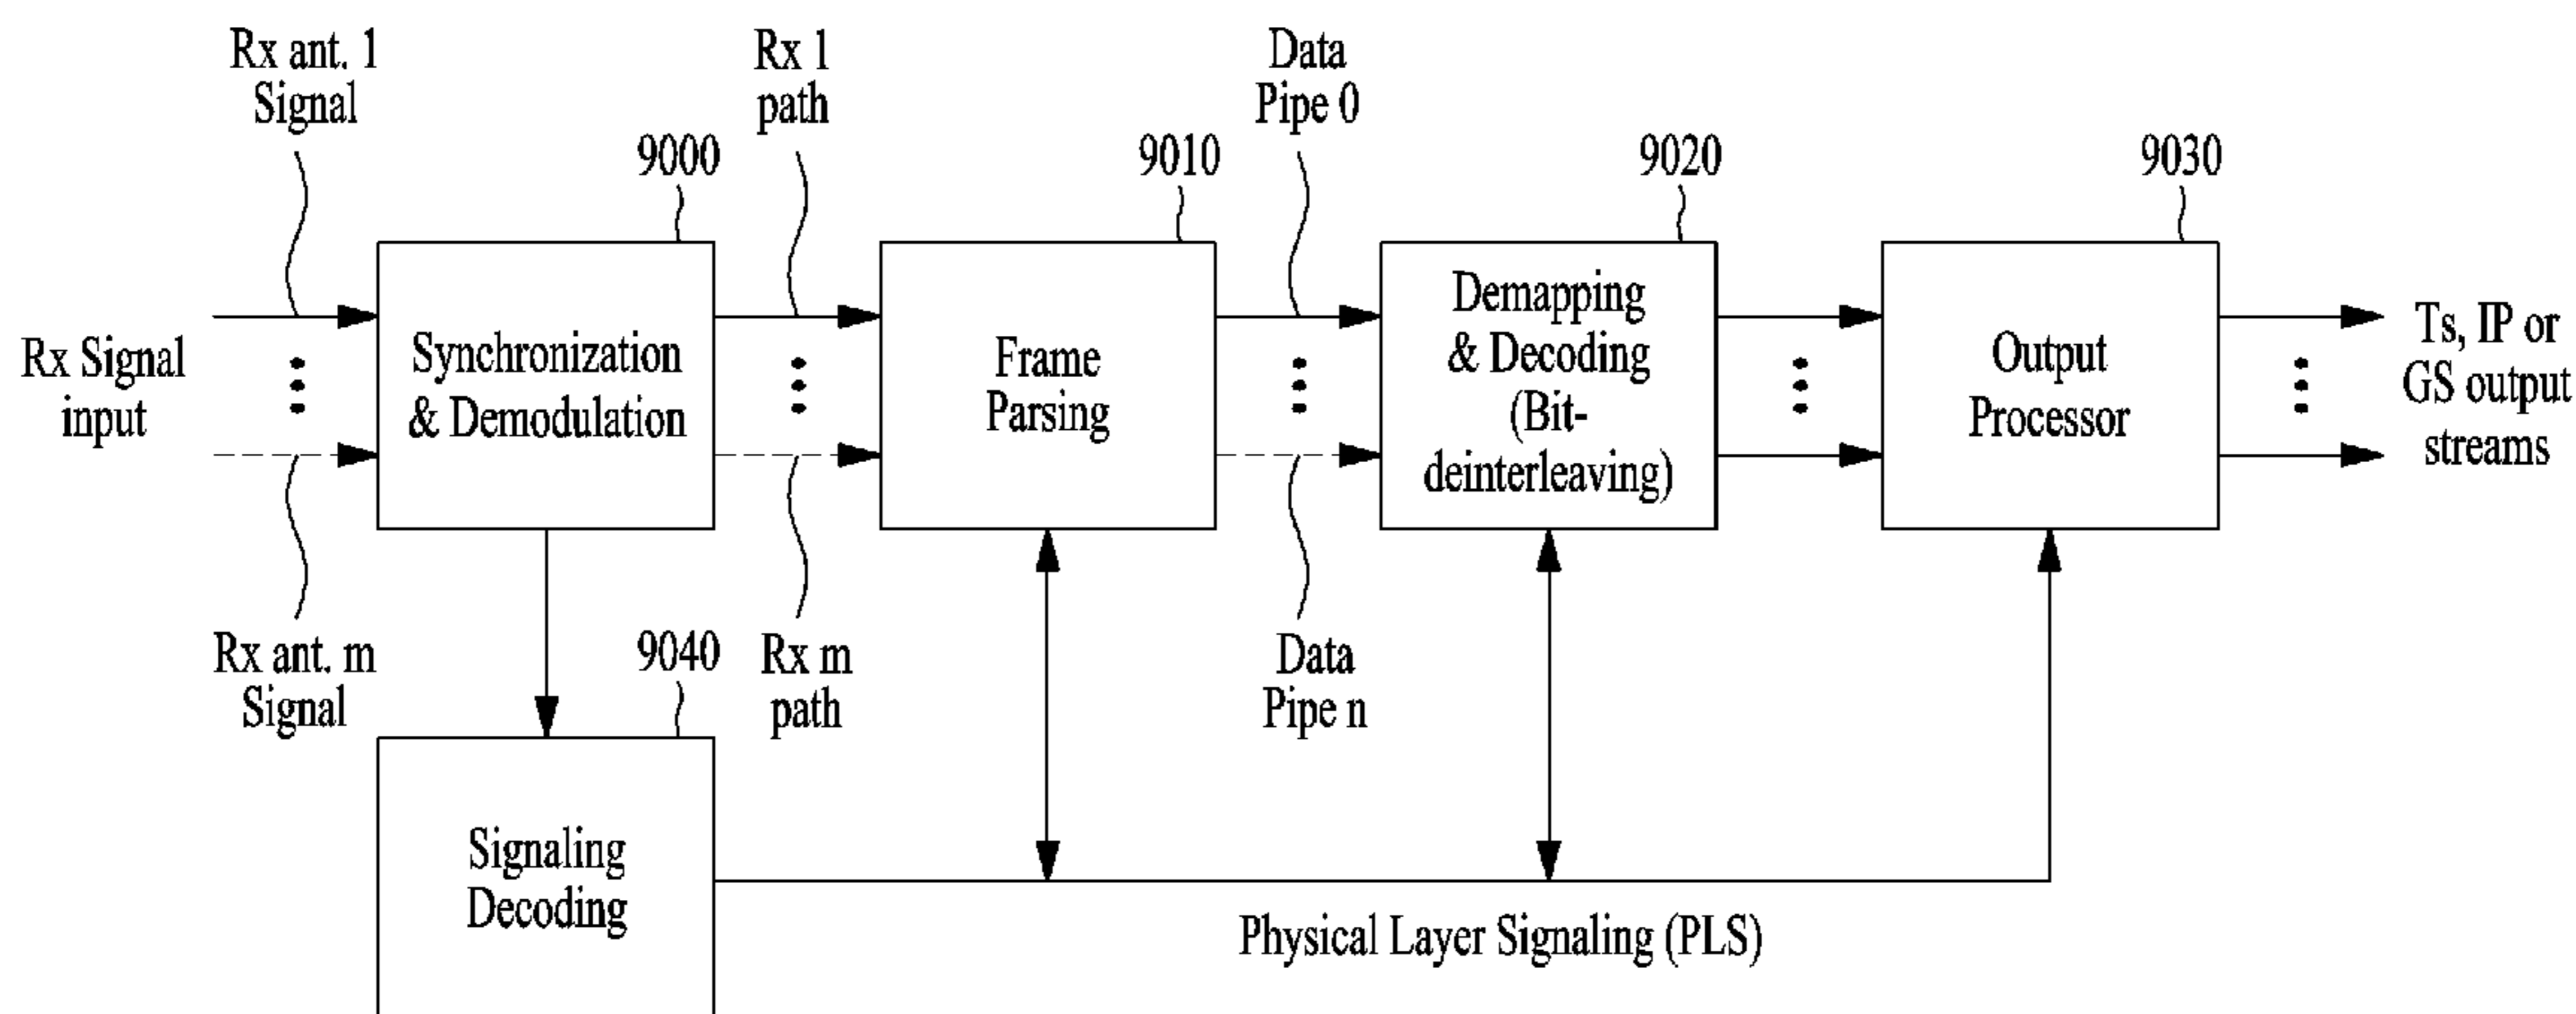 Rx ant. 1
Signal
Rx 1
path
Data
Pipe 0
9000
9010
9020
9030
Rx Signal
input
Synchronization
& Demodulation
Frame
Parsing
Demapping
& Decoding
(Bit-
deinterleaving)
Output
Processor
Ts, IP or
GS output
streams
Rx ant. m
Signal
9040
Rx m
path
Data
Pipe n
Signaling
Decoding
Physical Layer Signaling (PLS)